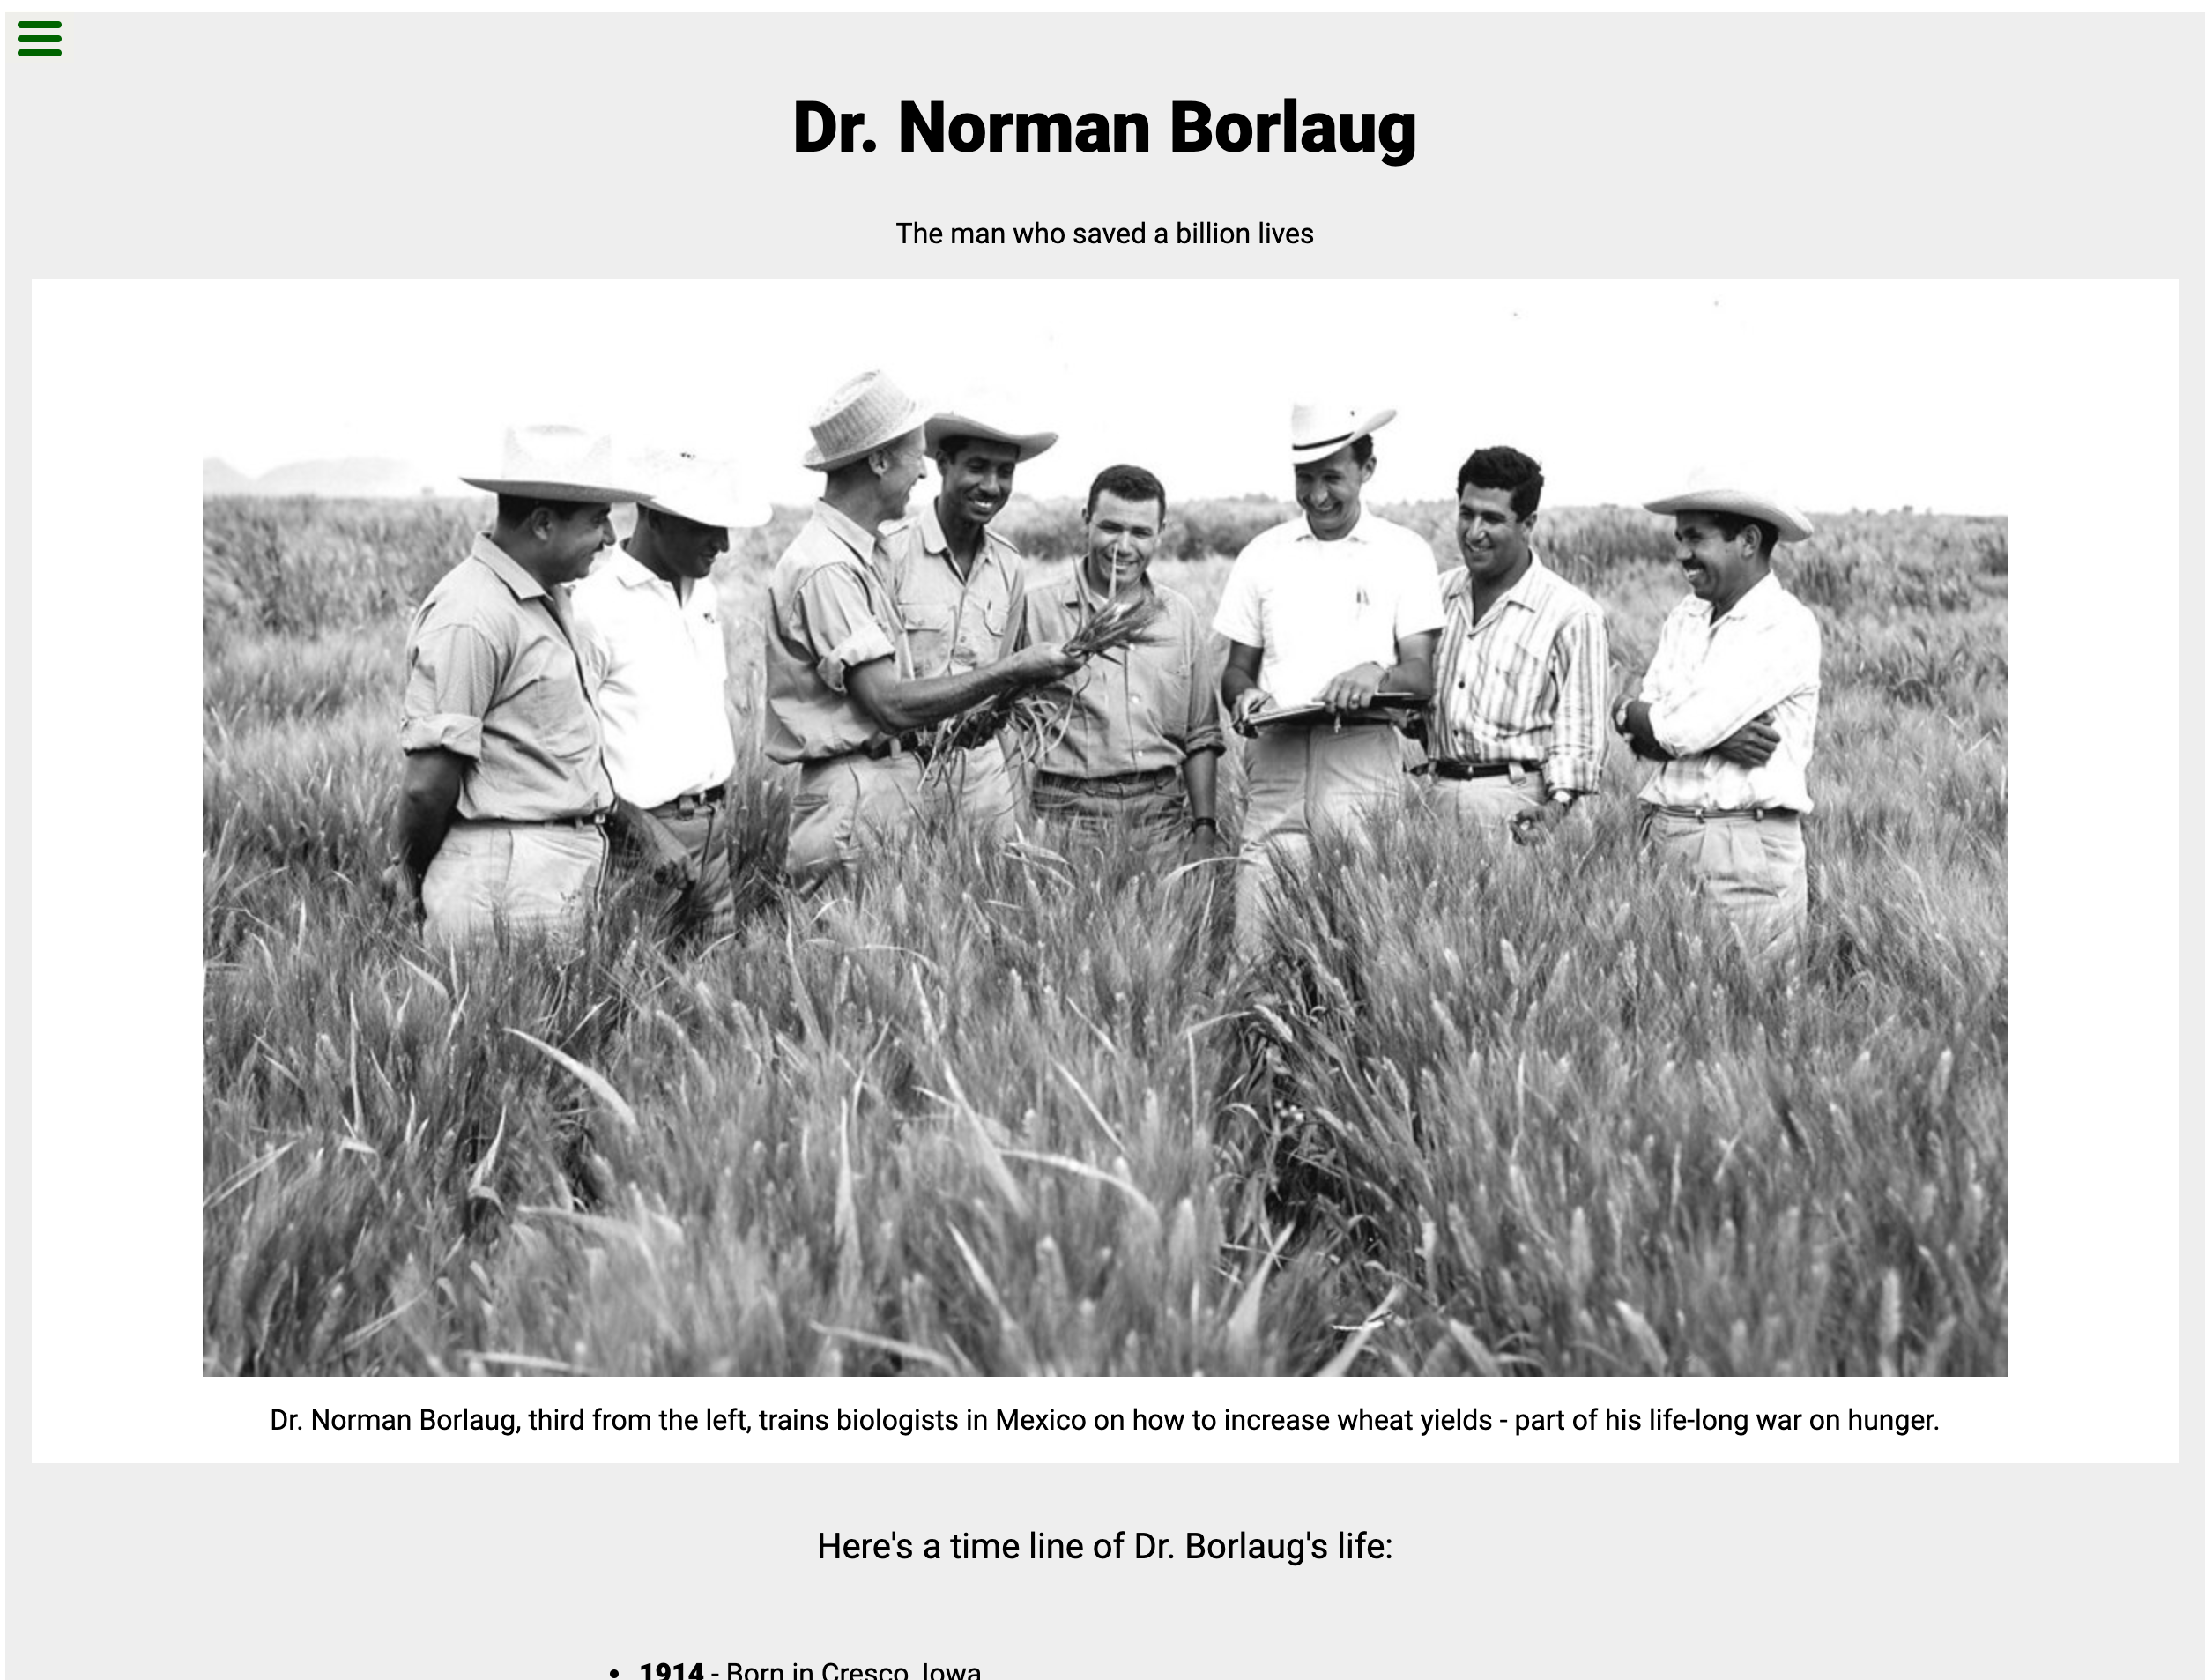 Dr. Norman Borlaug
The man who saved a billion lives
Dr. Norman Borlaug, third from the left, trains biologists in Mexico on how to increase wheat yields - part of his life-long war on hunger.
Here's a time line of Dr. Borlaug's life:
• 1914 - Born in Cresco, Iowa